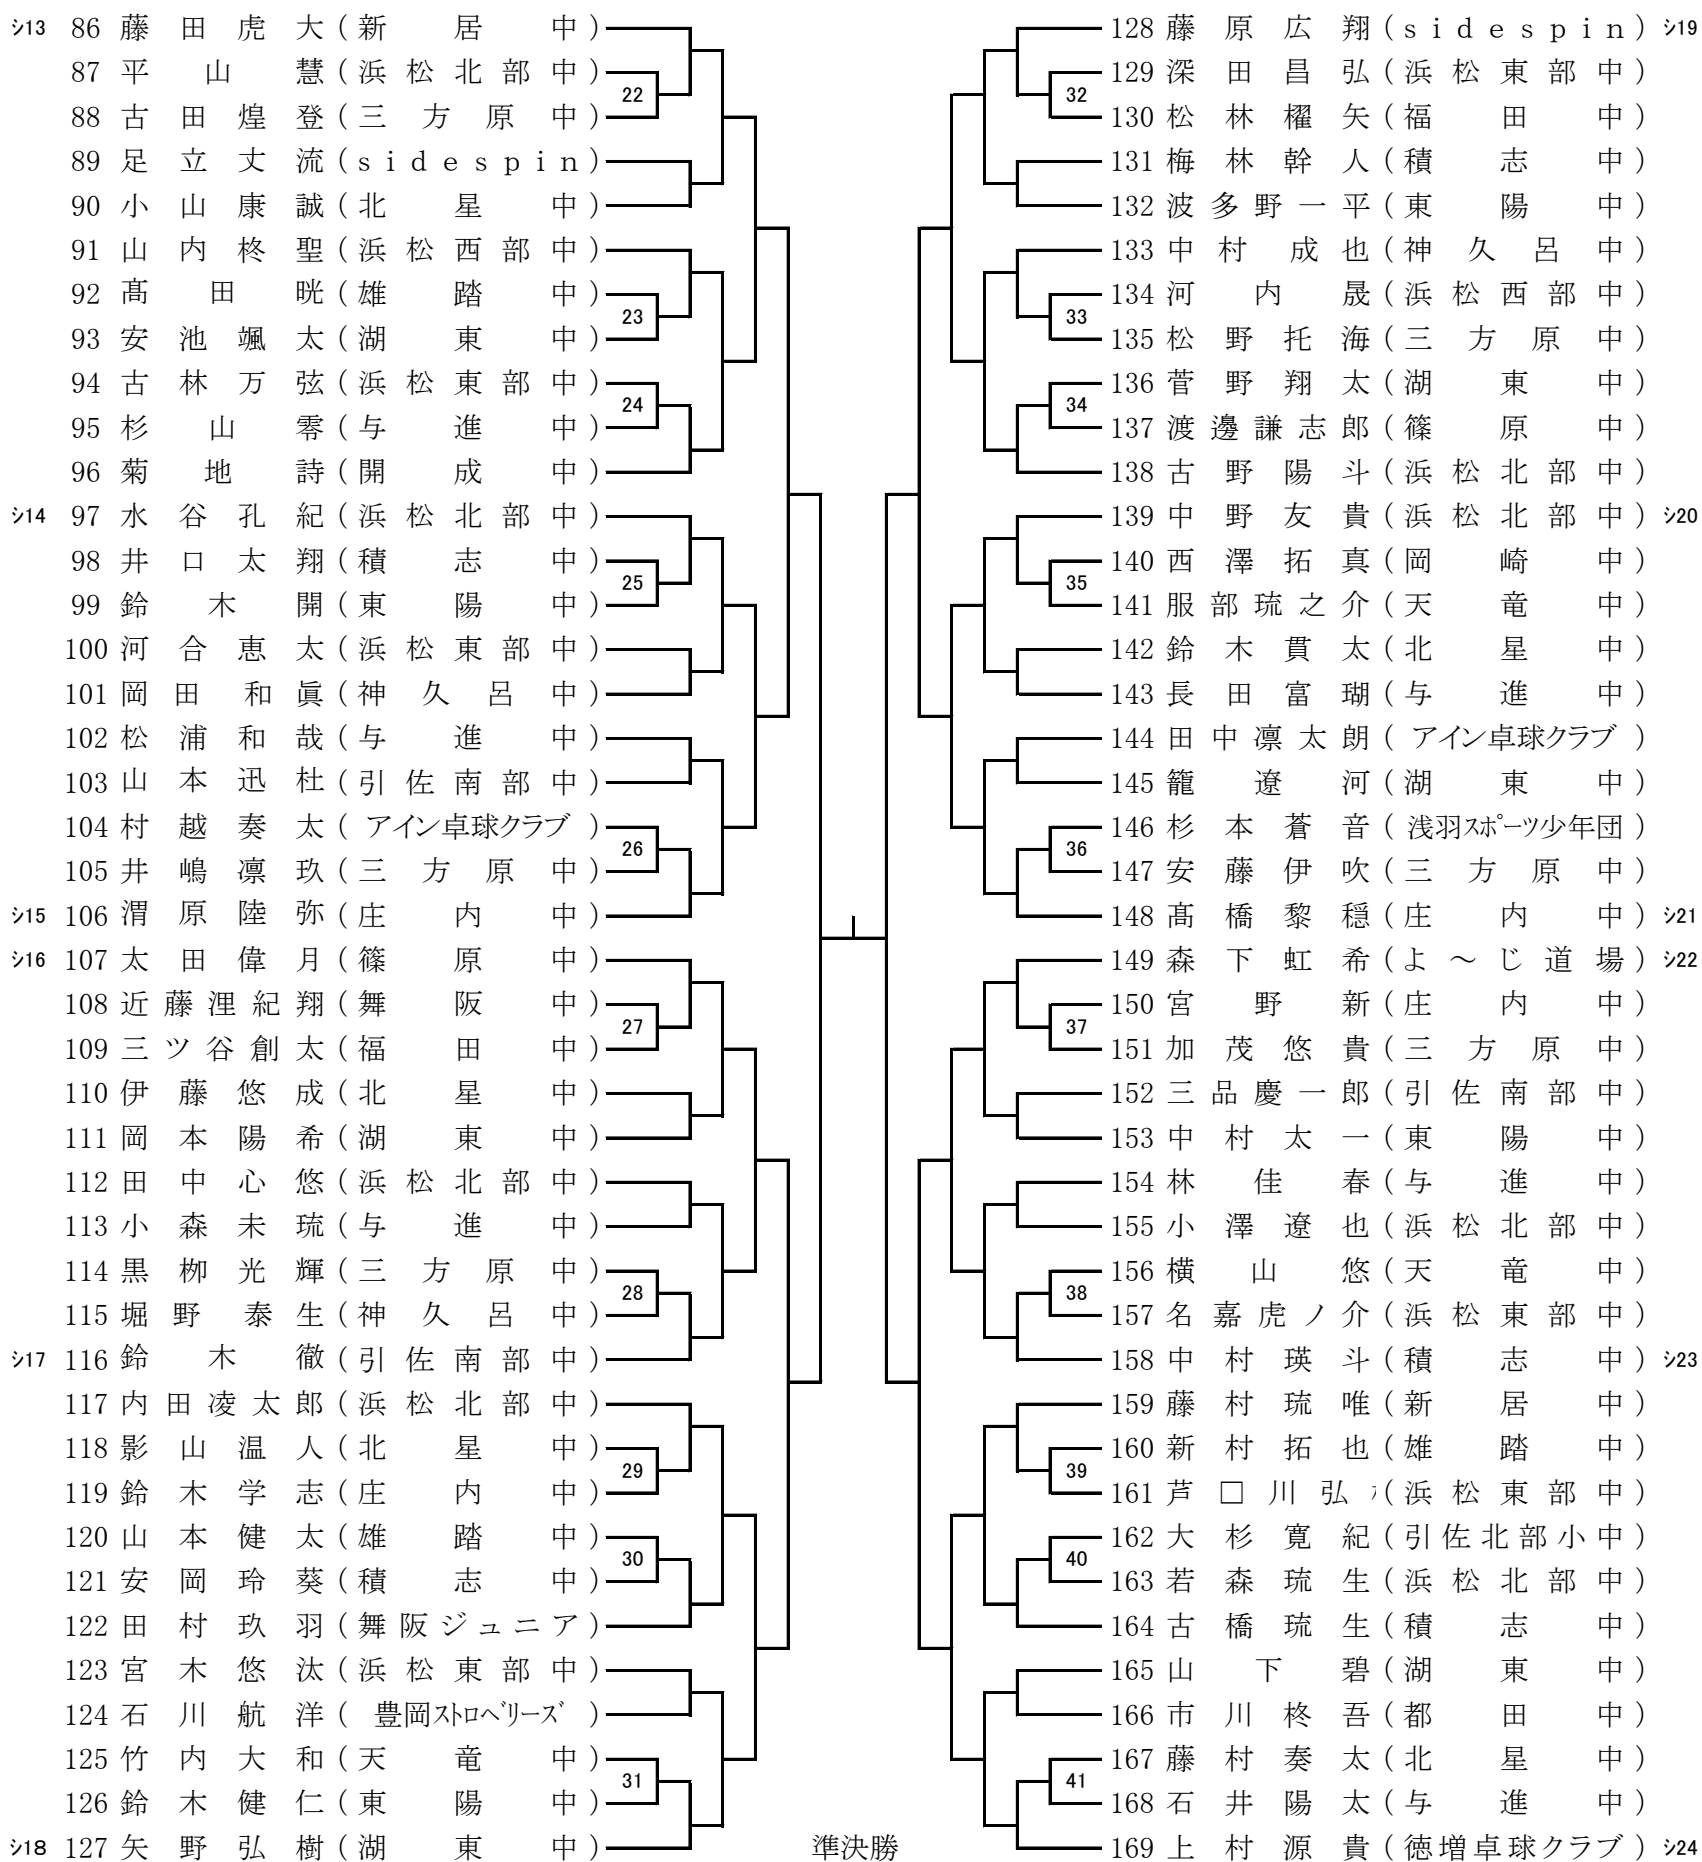 ｼ13 86 藤田虎大 (新居中)
87 平山慧 (浜松北部中)
22
88 古田煌登 (三方原中)
89 足立丈流 (sidespin)
90 小山康誠 (北星中)
91 山内柊聖 (浜松西部中)
92 髙田晄 (雄踏中)
23
93 安池颯太 (湖東中)
94 古林万弦 (浜松東部中)
24
95 杉山零 (与進中)
96 菊地詩 (開成中)
ｼ14 97 水谷孔紀 (浜松北部中)
98 井口太翔 (積志中)
25
99 鈴木開 (東陽中)
100 河合恵太 (浜松東部中)
101 岡田和眞 (神久呂中)
102 松浦和哉 (与進中)
103 山本迅杜 (引佐南部中)
104 村越奏太 (アイン卓球クラブ)
26
105 井嶋凛玖 (三方原中)
ｼ15 106 渭原陸弥 (庄内中)
ｼ16 107 太田偉月 (篠原中)
108 近藤浬紀翔 (舞阪中)
27
109 三ツ谷創太 (福田中)
110 伊藤悠成 (北星中)
111 岡本陽希 (湖東中)
112 田中心悠 (浜松北部中)
113 小森未琉 (与進中)
114 黒栁光輝 (三方原中)
28
115 堀野泰生 (神久呂中)
ｼ17 116 鈴木徹 (引佐南部中)
117 内田凌太郎 (浜松北部中)
118 影山温人 (北星中)
29
119 鈴木学志 (庄内中)
120 山本健太 (雄踏中)
30
121 安岡玲葵 (積志中)
122 田村玖羽 (舞阪ジュニア)
123 宮木悠汰 (浜松東部中)
124 石川航洋 (豊岡ｽﾄﾛﾍﾞﾘｰｽﾞ)
125 竹内大和 (天竜中)
31
126 鈴木健仁 (東陽中)
ｼ18 127 矢野弘樹 (湖東中)
準決勝
128 藤原広翔 (sidespin) ｼ19
129 深田昌弘 (浜松東部中)
32
130 松林櫂矢 (福田中)
131 梅林幹人 (積志中)
132 波多野一平 (東陽中)
133 中村成也 (神久呂中)
134 河内晟 (浜松西部中)
33
135 松野托海 (三方原中)
136 菅野翔太 (湖東中)
34
137 渡邊謙志郎 (篠原中)
138 古野陽斗 (浜松北部中)
139 中野友貴 (浜松北部中) ｼ20
140 西澤拓真 (岡崎中)
35
141 服部琉之介 (天竜中)
142 鈴木貫太 (北星中)
143 長田富瑚 (与進中)
144 田中凛太朗 (アイン卓球クラブ)
145 籠遼河 (湖東中)
146 杉本蒼音 (浅羽ｽﾎﾟｰﾂ少年団)
36
147 安藤伊吹 (三方原中)
148 髙橋黎穏 (庄内中) ｼ21
149 森下虹希 (よ～じ道場) ｼ22
150 宮野新 (庄内中)
37
151 加茂悠貴 (三方原中)
152 三品慶一郎 (引佐南部中)
153 中村太一 (東陽中)
154 林佳春 (与進中)
155 小澤遼也 (浜松北部中)
156 横山悠 (天竜中)
38
157 名嘉虎ノ介 (浜松東部中)
158 中村瑛斗 (積志中) ｼ23
159 藤村琉唯 (新居中)
160 新村拓也 (雄踏中)
39
161 芦□川弘 (浜松東部中)
162 大杉寛紀 (引佐北部小中)
40
163 若森琉生 (浜松北部中)
164 古橋琉生 (積志中)
165 山下碧 (湖東中)
166 市川柊吾 (都田中)
167 藤村奏太 (北星中)
41
168 石井陽太 (与進中)
169 上村源貴 (徳増卓球クラブ) ｼ24